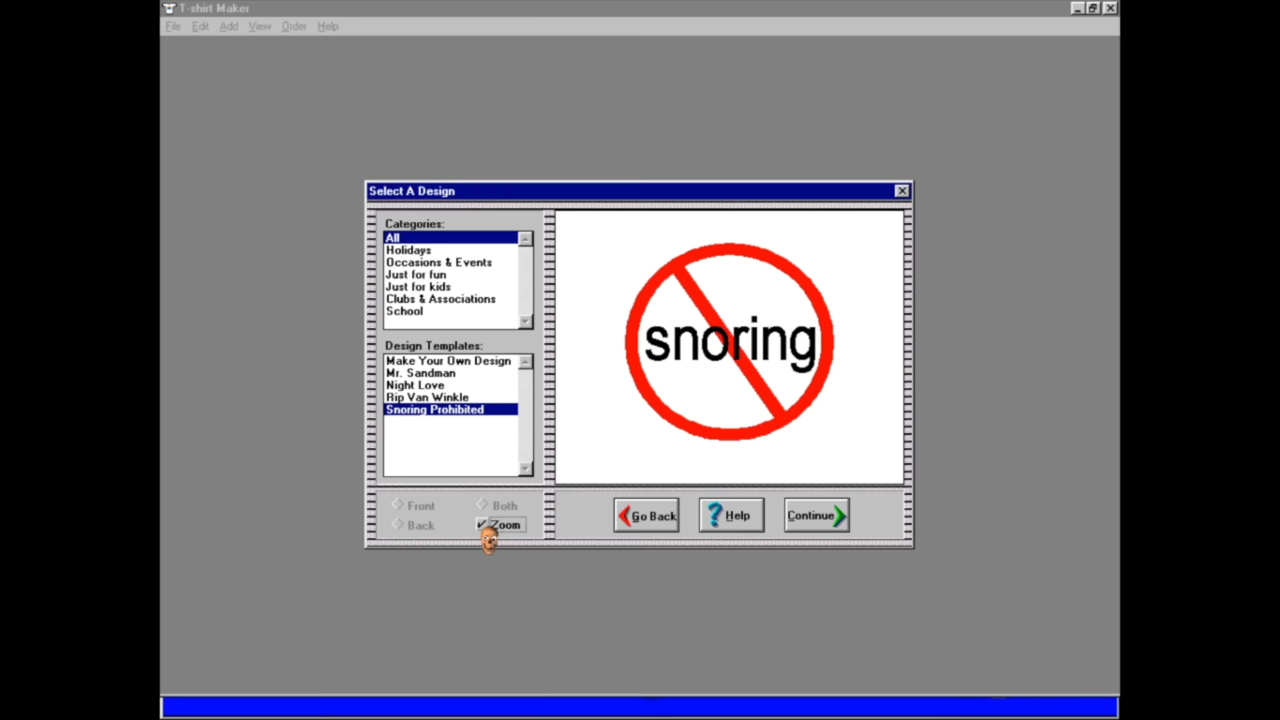 T-shirt Maker
File Edit Add View Order Help
Select A Design
Categories:
All
Holidays
Occasions & Events
Just for fun
Just for kids
Clubs & Associations
School
Design Templates:
Make Your Own Design
Mr. Sandman
Night Love
Rip Van Winkle
Snoring Prohibited
snoring
Front Both
Back Zoom
Go Back Help Continue